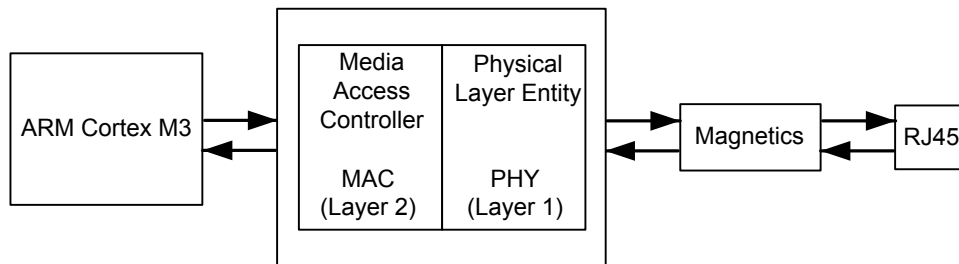 ARM Cortex M3
Media
Access
Controller
MAC
(Layer 2)
Physical
Layer Entity
PHY
(Layer 1)
Magnetics
RJ45